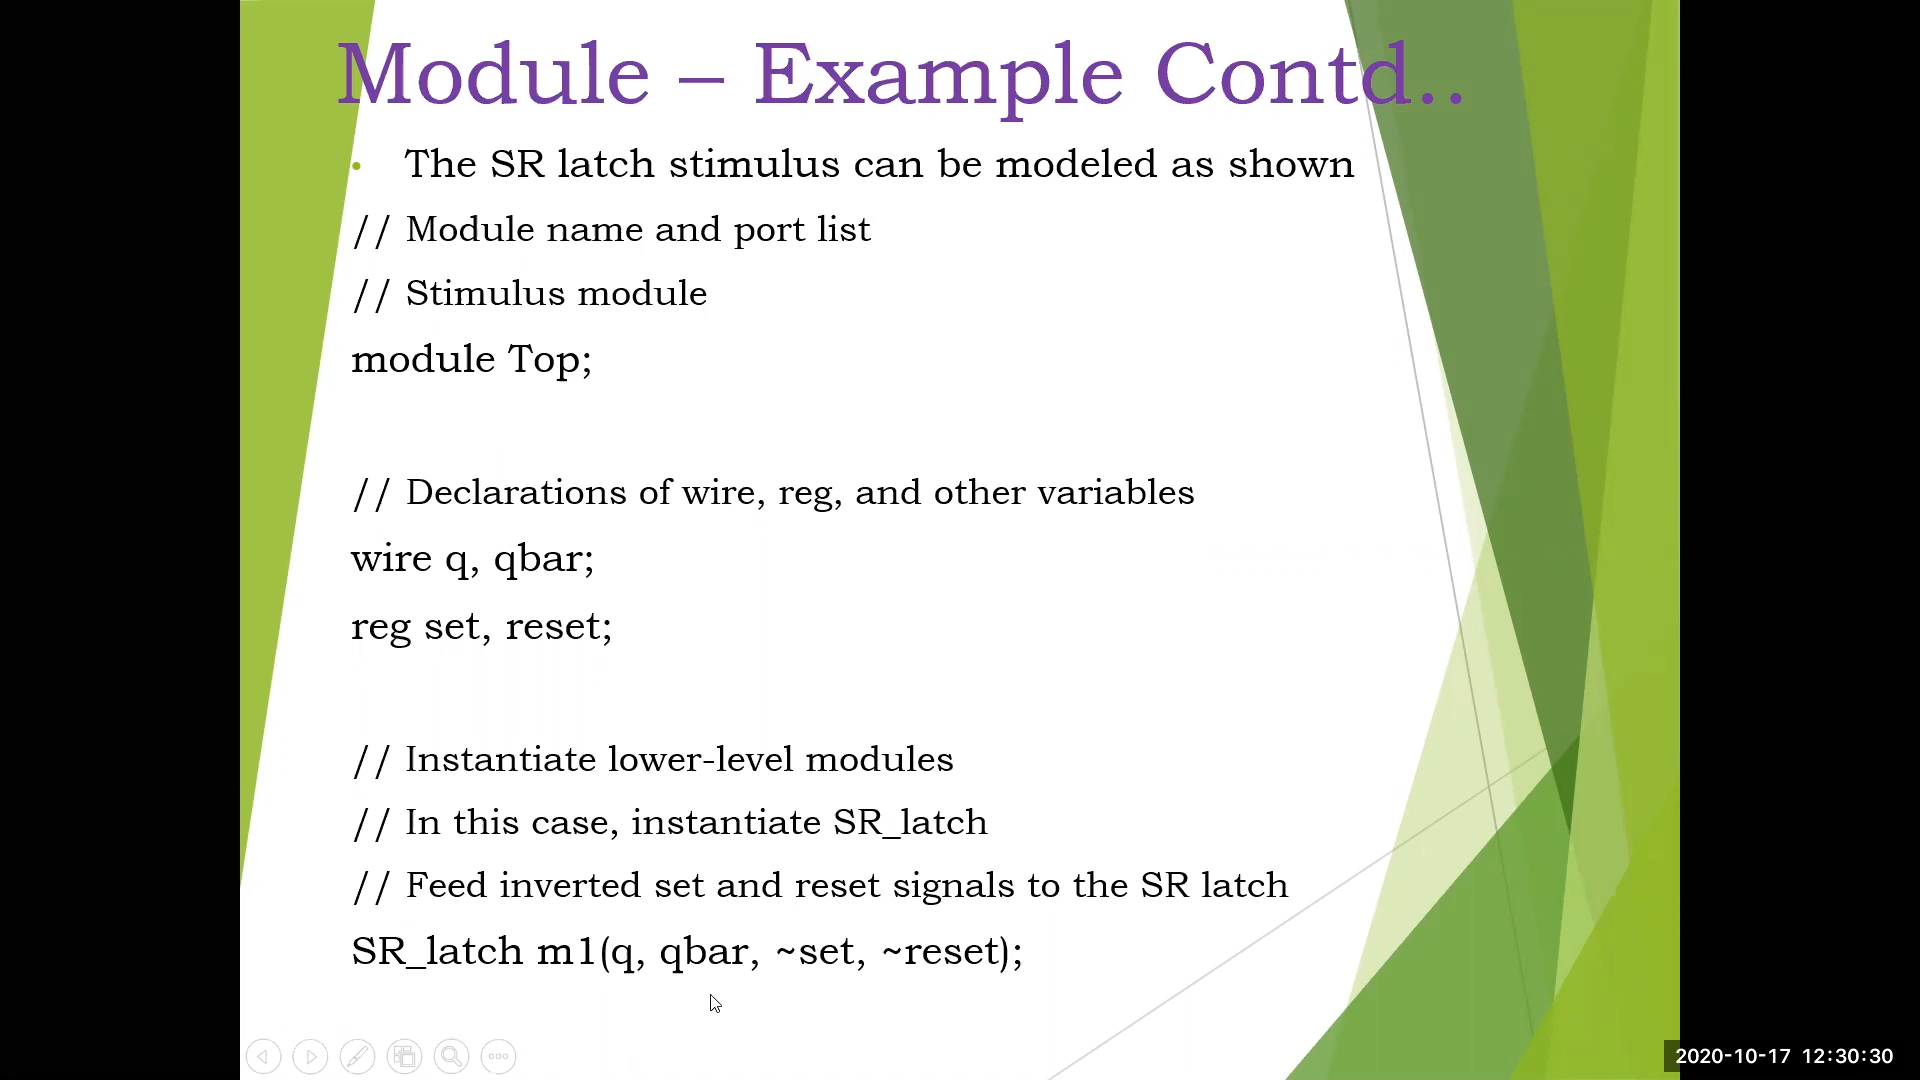 Module – Example Contd..
• The SR latch stimulus can be modeled as shown
// Module name and port list
// Stimulus module
module Top;
// Declarations of wire, reg, and other variables
wire q, qbar;
reg set, reset;
// Instantiate lower-level modules
// In this case, instantiate SR_latch
// Feed inverted set and reset signals to the SR latch
SR_latch m1(q, qbar, ~set, ~reset);
2020-10-17 12:30:30